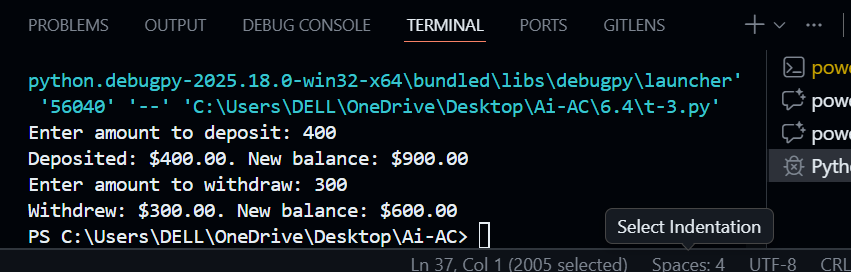 PROBLEMS OUTPUT DEBUG CONSOLE TERMINAL PORTS GITLENS
python.debugpy-2025.18.0-win32-x64\bundled\libs\debugpy\launcher'
'56040' '--' 'C:\Users\DELL\OneDrive\Desktop\Ai-AC\6.4\t-3.py'
Enter amount to deposit: 400
Deposited: $400.00. New balance: $900.00
Enter amount to withdraw: 300
Withdrew: $300.00. New balance: $600.00
PS C:\Users\DELL\OneDrive\Desktop\Ai-AC>
powe
powe
powe
Pytho
Select Indentation
Ln 37, Col 1 (2005 selected) Spaces: 4 UTF-8 CRL